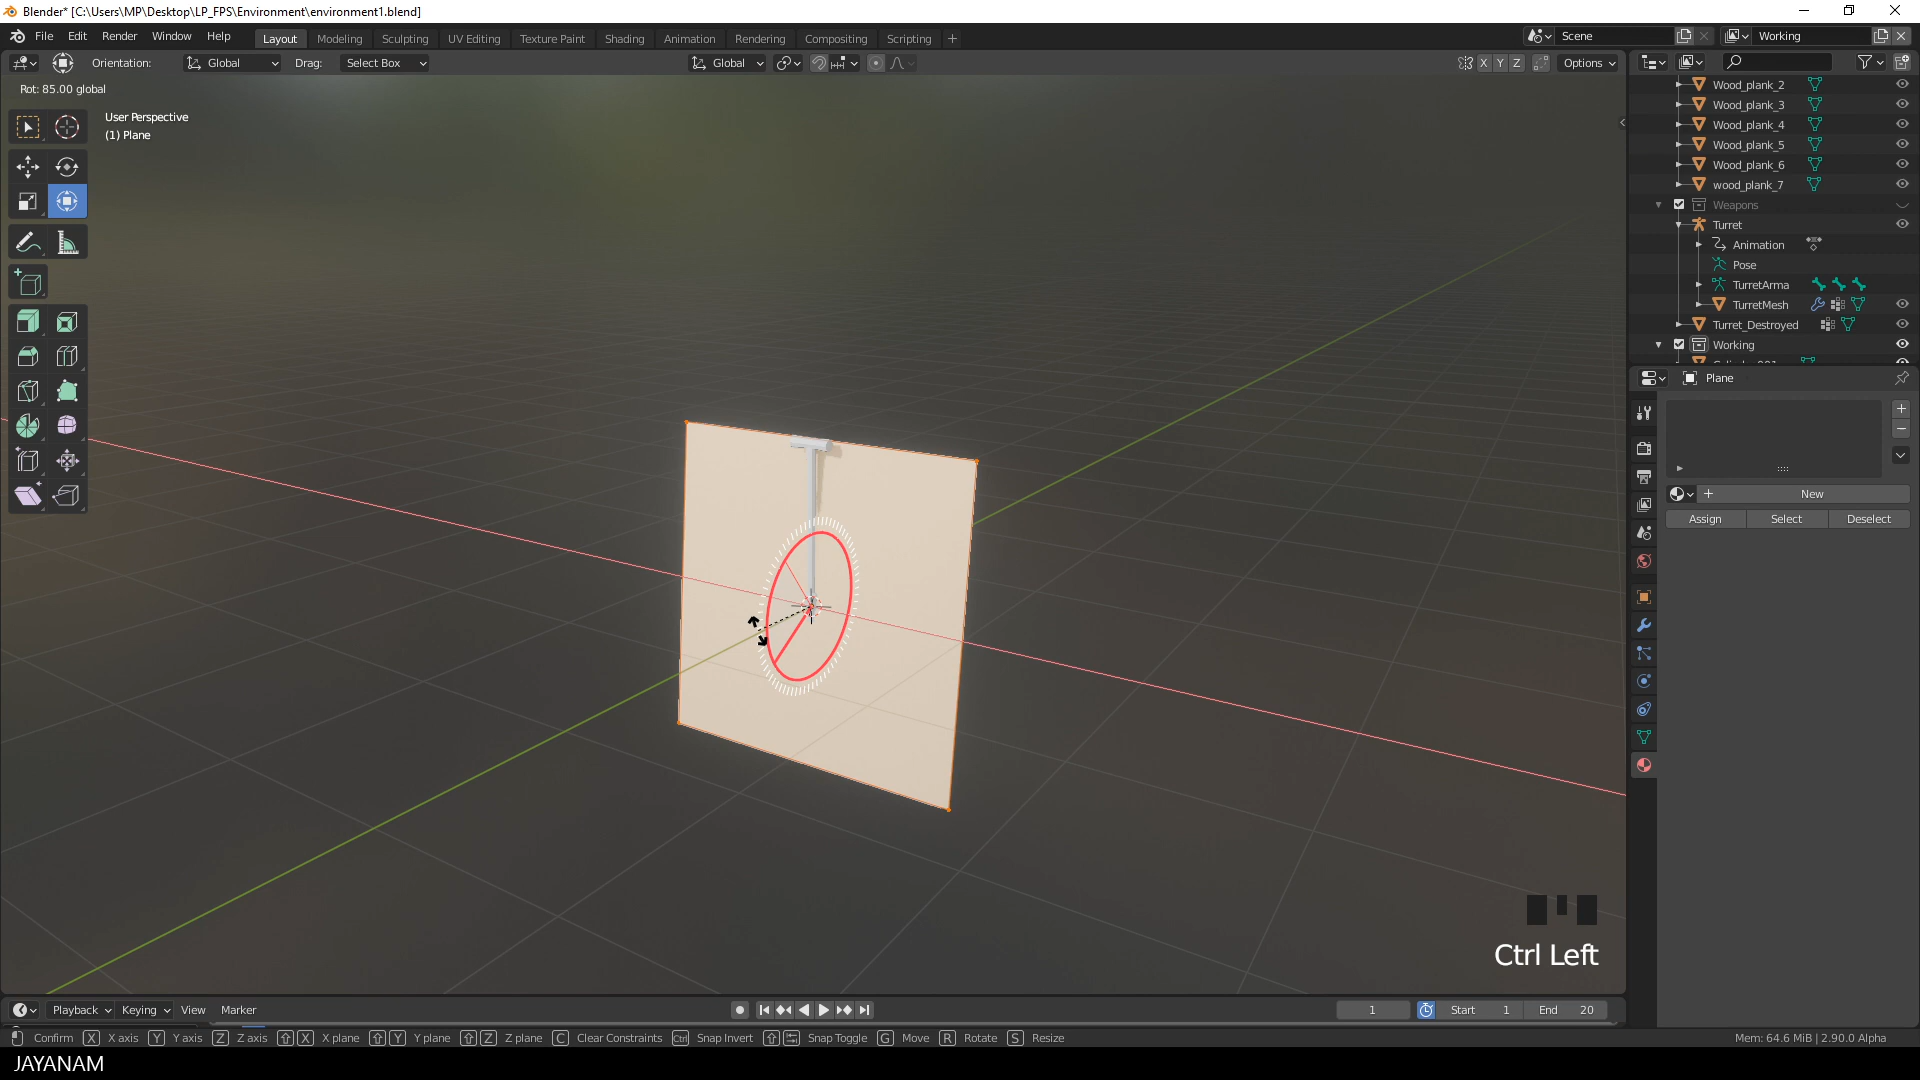 Blender* [C:\Users\MP\Desktop\LP_FPS\Environment\environment1.blend]
File Edit Render Window Help Layout Modeling Sculpting UV Editing Texture Paint Shading Animation Rendering Compositing Scripting + Scene Working
Orientation: Global Drag: Select Box Global X Y Z Options
Rot: 85.00 global
User Perspective
(1) Plane
Wood_plank_2
Wood_plank_3
Wood_plank_4
Wood_plank_5
Wood_plank_6
wood_plank_7
Weapons
Turret
Animation
Pose
TurretArma
TurretMesh
Turret_Destroyed
Working
Plane
New
Assign Select Deselect
Ctrl Left
Playback Keying View Marker 1 Start 1 End 20
Confirm X X axis Y Y axis Z Z axis X X plane Y Y plane Z Z plane C Clear Constraints Ctrl Snap Invert Snap Toggle G Move R Rotate S Resize Mem: 64.6 MiB | 2.90.0 Alpha
JAYANAM